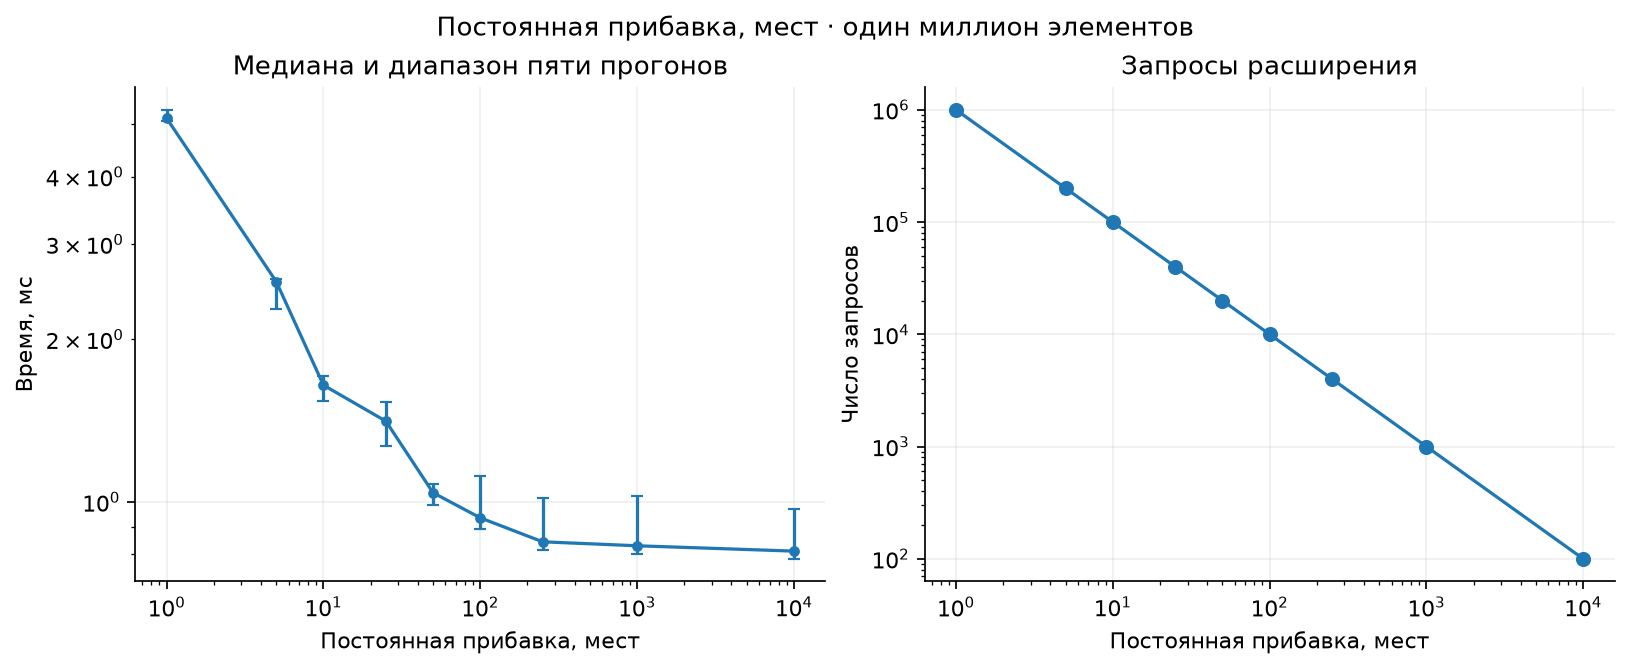 Постоянная прибавка, мест · один миллион элементов
Медиана и диапазон пяти прогонов
Время, мс
4 × 10⁰
3 × 10⁰
2 × 10⁰
10⁰
10⁰ 10¹ 10² 10³ 10⁴
Постоянная прибавка, мест
Запросы расширения
Число запросов
10⁶
10⁵
10⁴
10³
10²
10⁰ 10¹ 10² 10³ 10⁴
Постоянная прибавка, мест